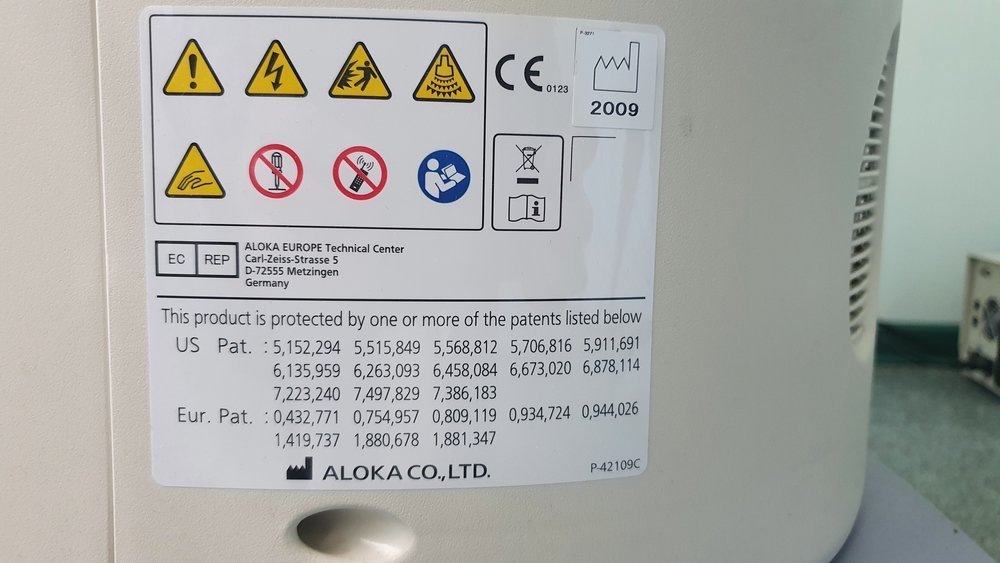 P-3271
CE 0123
2009
i
EC REP
ALOKA EUROPE Technical Center
Carl-Zeiss-Strasse 5
D-72555 Metzingen
Germany
This product is protected by one or more of the patents listed below
US Pat. : 5,152,294 5,515,849 5,568,812 5,706,816 5,911,691
6,135,959 6,263,093 6,458,084 6,673,020 6,878,114
7,223,240 7,497,829 7,386,183
Eur. Pat. : 0,432,771 0,754,957 0,809,119 0,934,724 0,944,026
1,419,737 1,880,678 1,881,347
ALOKA CO.,LTD.
P-42109C